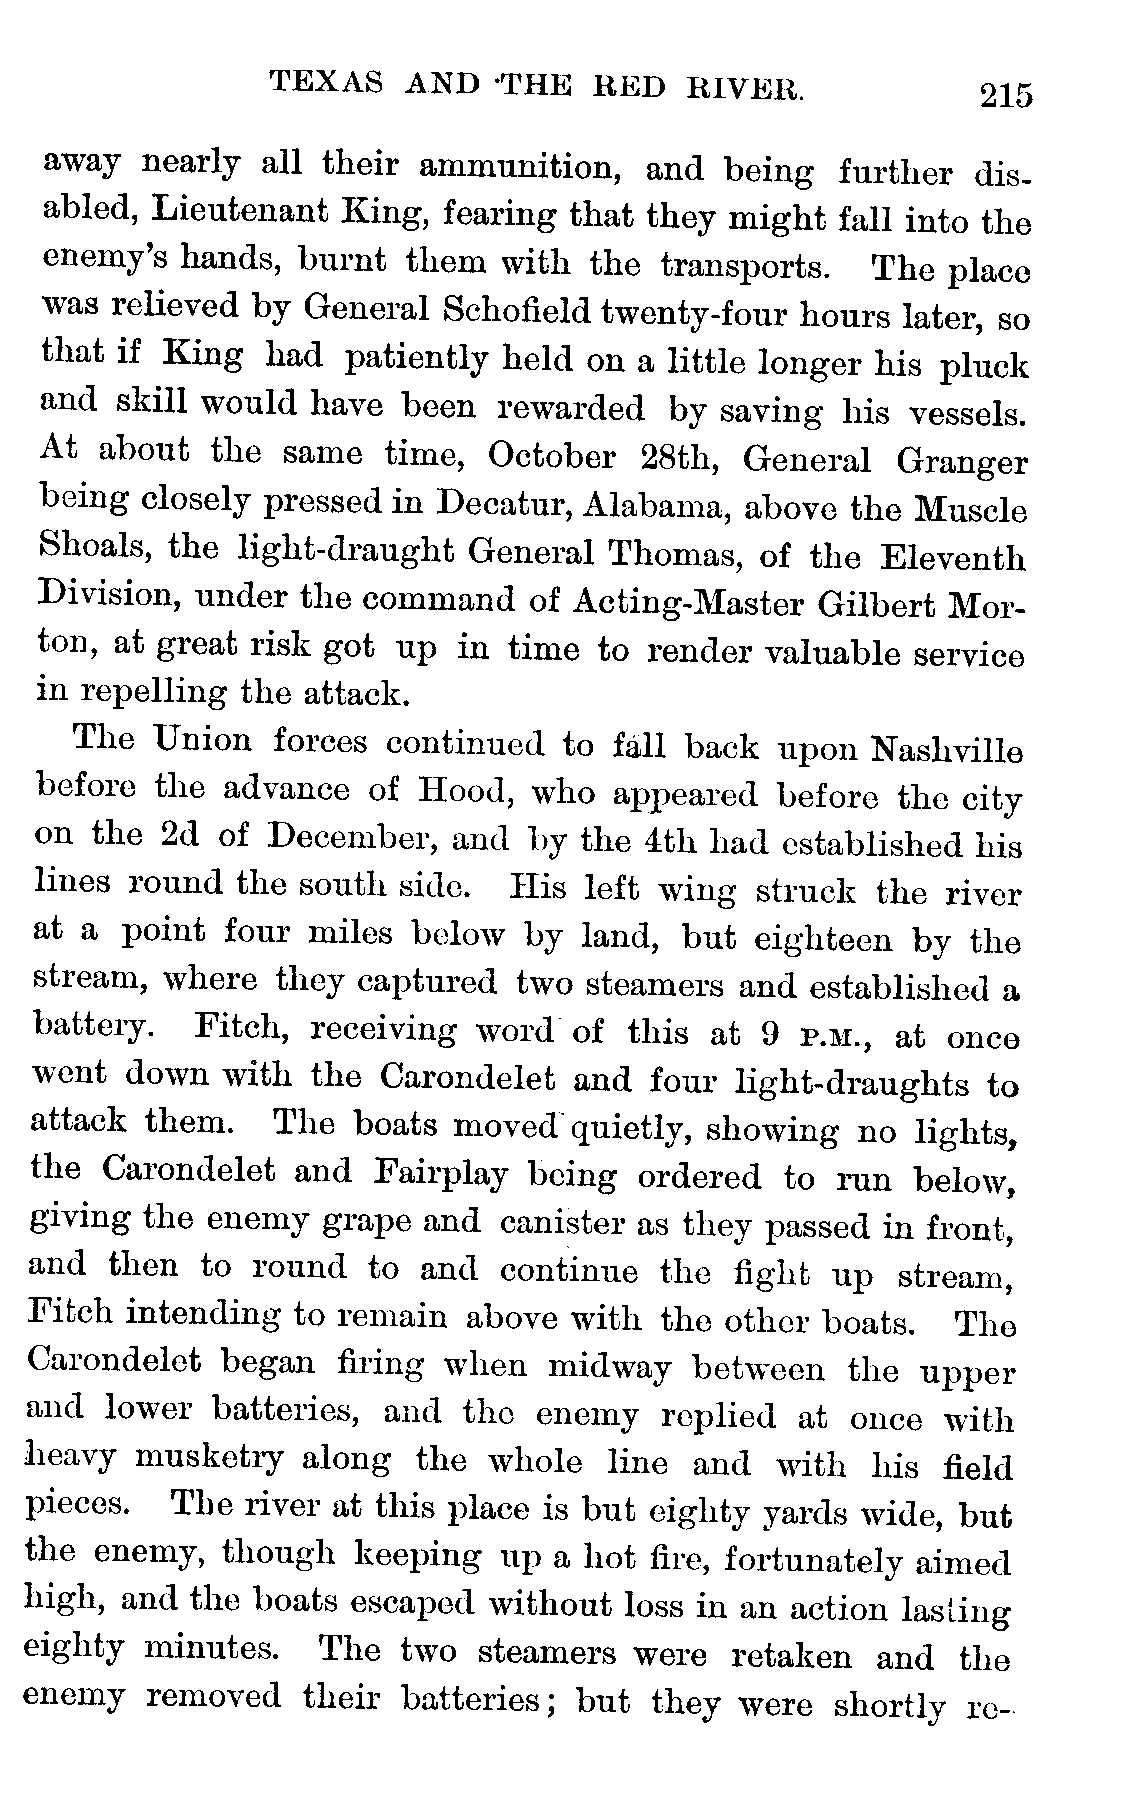 TEXAS AND THE RED RIVER. 215
away nearly all their ammunition, and being further dis-
abled, Lieutenant King, fearing that they might fall into the
enemy's hands, burnt them with the transports. The place
was relieved by General Schofield twenty-four hours later, so
that if King had patiently held on a little longer his pluck
and skill would have been rewarded by saving his vessels.
At about the same time, October 28th, General Granger
being closely pressed in Decatur, Alabama, above the Muscle
Shoals, the light-draught General Thomas, of the Eleventh
Division, under the command of Acting-Master Gilbert Mor-
ton, at great risk got up in time to render valuable service
in repelling the attack.
The Union forces continued to fall back upon Nashville
before the advance of Hood, who appeared before the city
on the 2d of December, and by the 4th had established his
lines round the south side. His left wing struck the river
at a point four miles below by land, but eighteen by the
stream, where they captured two steamers and established a
battery. Fitch, receiving word of this at 9 P.M., at once
went down with the Carondelet and four light-draughts to
attack them. The boats moved quietly, showing no lights,
the Carondelet and Fairplay being ordered to run below,
giving the enemy grape and canister as they passed in front,
and then to round to and continue the fight up stream,
Fitch intending to remain above with the other boats. The
Carondelet began firing when midway between the upper
and lower batteries, and the enemy replied at once with
heavy musketry along the whole line and with his field
pieces. The river at this place is but eighty yards wide, but
the enemy, though keeping up a hot fire, fortunately aimed
high, and the boats escaped without loss in an action lasting
eighty minutes. The two steamers were retaken and the
enemy removed their batteries; but they were shortly re-